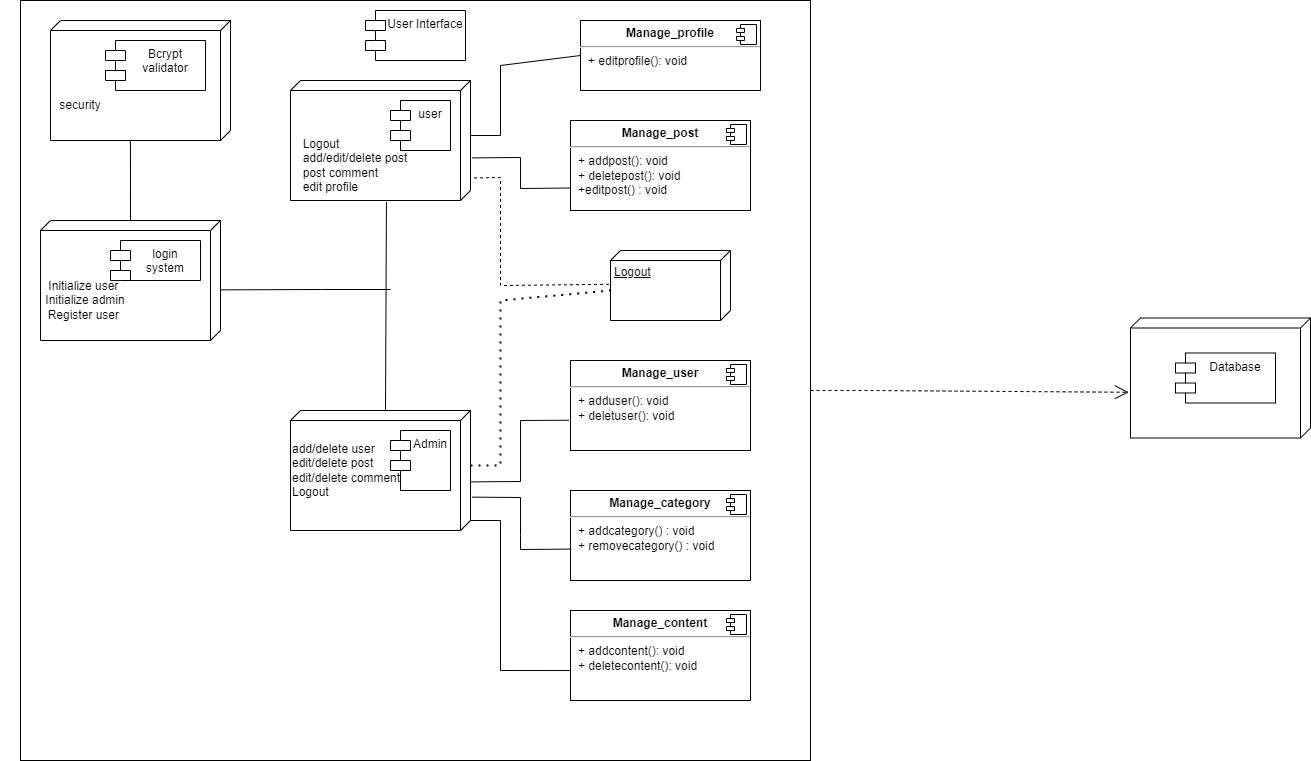 Bcrypt
validator
security
User Interface
Manage_profile
+ editprofile(): void
user
Logout
add/edit/delete post
post comment
edit profile
Manage_post
+ addpost(): void
+ deletepost(): void
+editpost() : void
login
system
Initialize user
Initialize admin
Register user
Logout
Database
Manage_user
+ adduser(): void
+ deletuser(): void
Admin
add/delete user
edit/delete post
edit/delete comment
Logout
Manage_category
+ addcategory() : void
+ removecategory() : void
Manage_content
+ addcontent(): void
+ deletecontent(): void